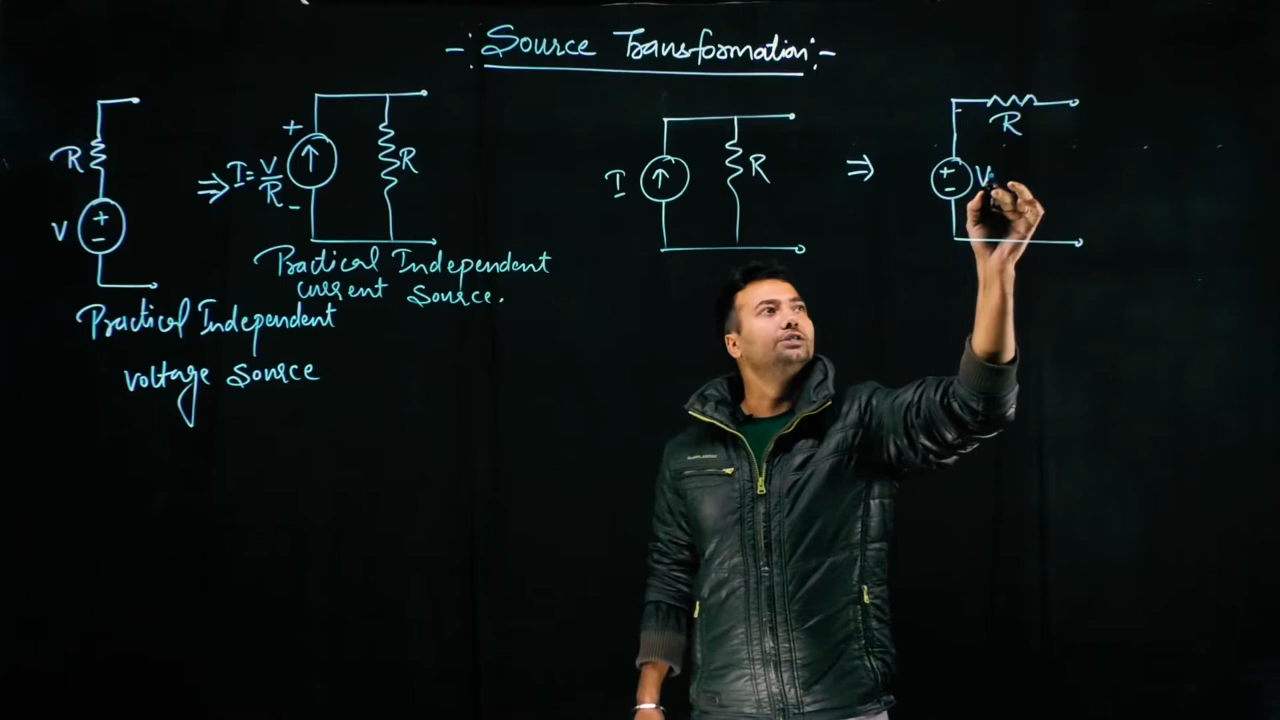 -: Source Transformation:-
R
V
+
-
⇒
I = V/R
+
-
R
Practical Independent
current Source.
Practical Independent
voltage Source
I
R
⇒
R
+
-
V